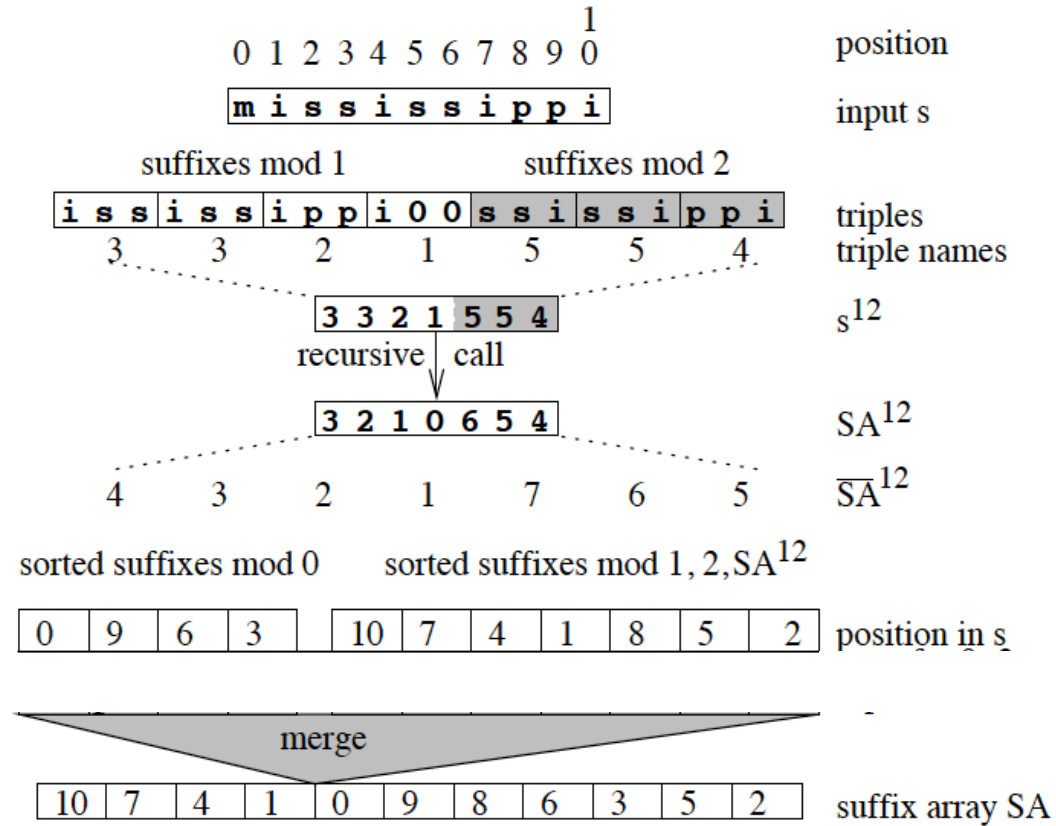 1
0 1 2 3 4 5 6 7 8 9 0 position
m i s s i s s i p p i input s
suffixes mod 1 suffixes mod 2
i s s i s s i p p i 0 0 s s i s s i p p i triples
3 3 2 1 5 5 4 triple names
3 3 2 1 5 5 4 s12
recursive call
3 2 1 0 6 5 4 SA12
4 3 2 1 7 6 5 S̅A̅12
sorted suffixes mod 0 sorted suffixes mod 1, 2, SA12
0 9 6 3 10 7 4 1 8 5 2 position in s
merge
10 7 4 1 0 9 8 6 3 5 2 suffix array SA